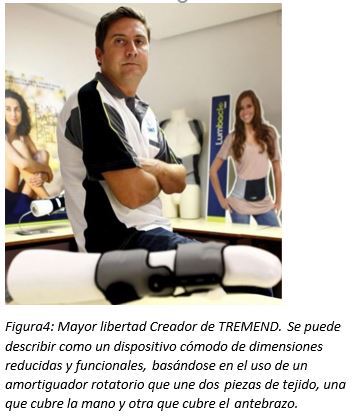 Lumbacle
Figura4: Mayor libertad Creador de TREMEND. Se puede
describir como un dispositivo cómodo de dimensiones
reducidas y funcionales, basándose en el uso de un
amortiguador rotatorio que une dos piezas de tejido, una
que cubre la mano y otra que cubre el antebrazo.